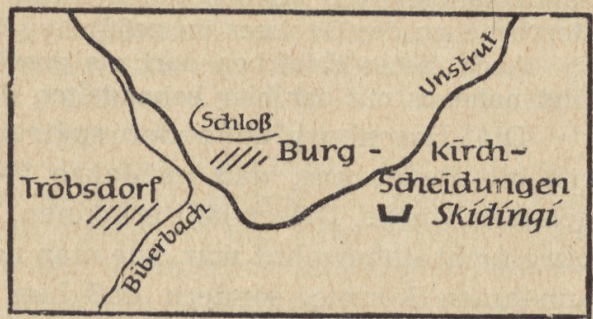 Unstrut
Schloß
Burg - Kirch-
Scheidungen
Tröbsdorf
Skidingi
Biberbach